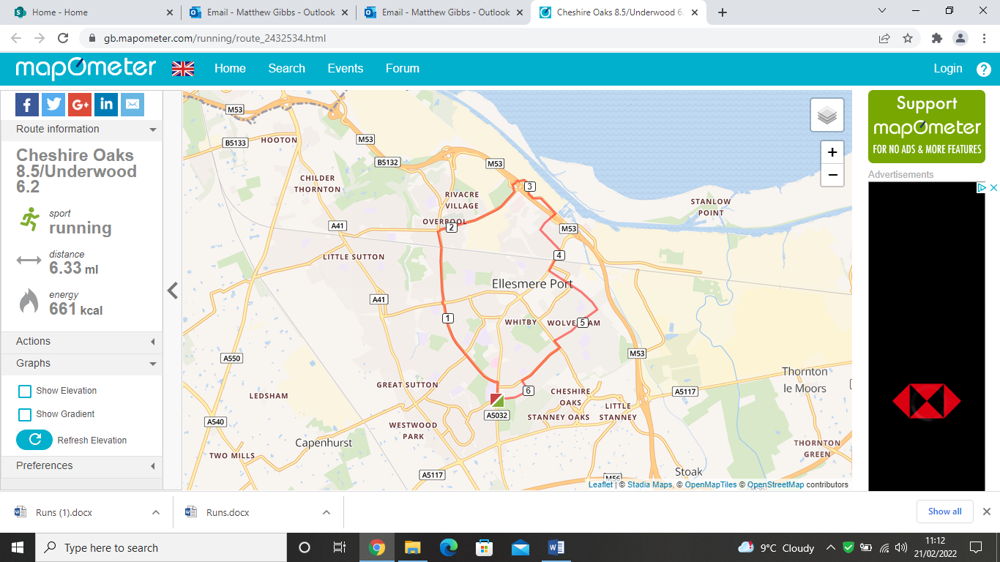 Home - Home
Email - Matthew Gibbs - Outlook
Email - Matthew Gibbs - Outlook
Cheshire Oaks 8.5/Underwood 6.
gb.mapometer.com/running/route_2432534.html
mapometer
Home
Search
Events
Forum
Login
?
Route information
Cheshire Oaks
8.5/Underwood
6.2
sport
running
distance
6.33 ml
energy
661 kcal
Actions
Graphs
Show Elevation
Show Gradient
Refresh Elevation
Preferences
M53
B5133
HOOTON
M53
B5132
M53
CHILDER
THORNTON
RIVACRE
VILLAGE
3
STANLOW
POINT
OVERPOOL
2
A41
M53
LITTLE SUTTON
4
Ellesmere Port
A41
1
WHITBY
5
M53
A550
GREAT SUTTON
6
CHESHIRE
OAKS
A5117
Thornton
le Moors
LEDSHAM
LITTLE
STANNEY
A5032
STANNEY OAKS
A540
WESTWOOD
PARK
Capenhurst
TWO MILLS
THORNTON
GREEN
A5117
Stoak
M56
+
−
Leaflet | © Stadia Maps, © OpenMapTiles © OpenStreetMap contributors
Support
mapometer
FOR NO ADS & MORE FEATURES
Advertisements
Runs (1).docx
Runs.docx
Show all
Type here to search
9°C Cloudy
11:12
21/02/2022